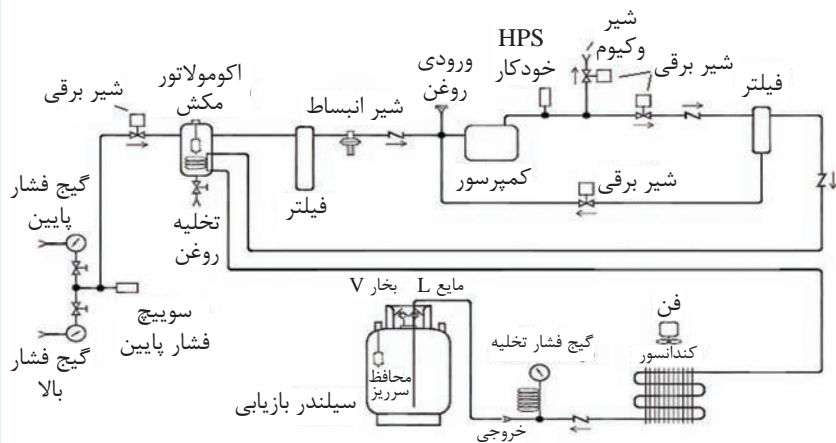 شیر برقی
اکومولاتور
مکش
شیر انبساط
ورودی
روغن
HPS
خودکار
شیر
وکیوم
شیر برقی
فیلتر
کمپرسور
شیر برقی
فیلتر
تخلیه
روغن
گیج فشار
پایین
سوییچ
فشار پایین
گیج فشار
بالا
بخار V
مایع L
محافظ
سرریز
سیلندر بازیابی
گیج فشار تخلیه
خروجی
فن
کندانسور